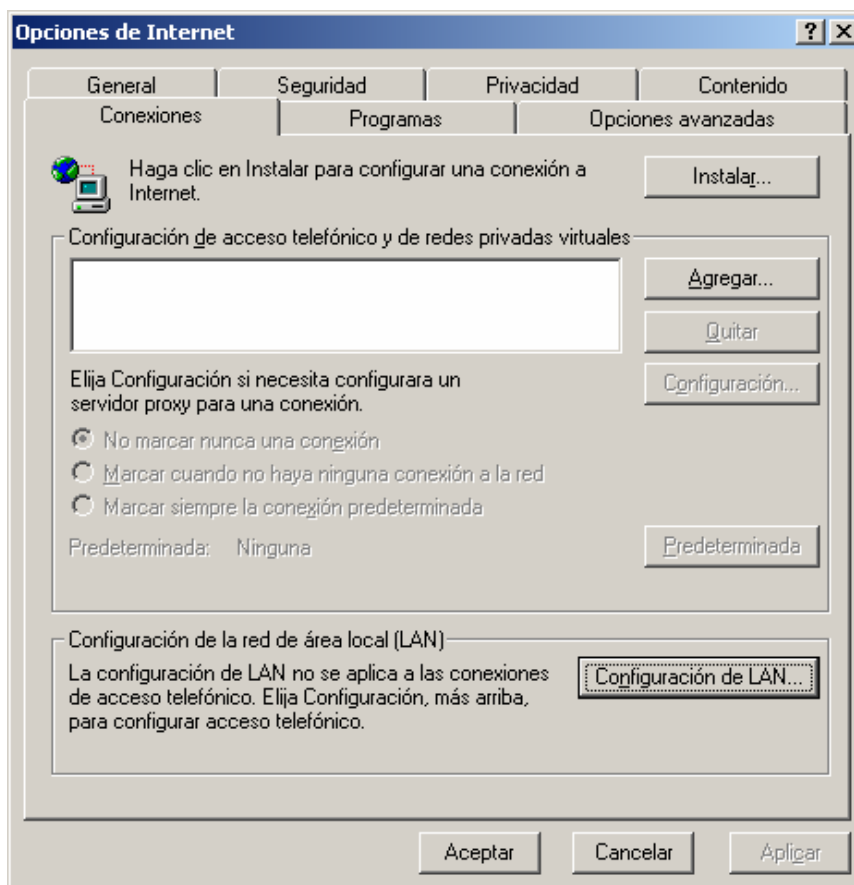 Opciones de Internet
General Seguridad Privacidad Contenido
Conexiones Programas Opciones avanzadas
Haga clic en Instalar para configurar una conexión a
Internet.
Instalar...
Configuración de acceso telefónico y de redes privadas virtuales
Agregar...
Quitar
Elija Configuración si necesita configurara un
servidor proxy para una conexión.
Configuración...
No marcar nunca una conexión
Marcar cuando no haya ninguna conexión a la red
Marcar siempre la conexión predeterminada
Predeterminada: Ninguna
Predeterminada
Configuración de la red de área local (LAN)
La configuración de LAN no se aplica a las conexiones
de acceso telefónico. Elija Configuración, más arriba,
para configurar acceso telefónico.
Configuración de LAN...
Aceptar Cancelar Aplicar